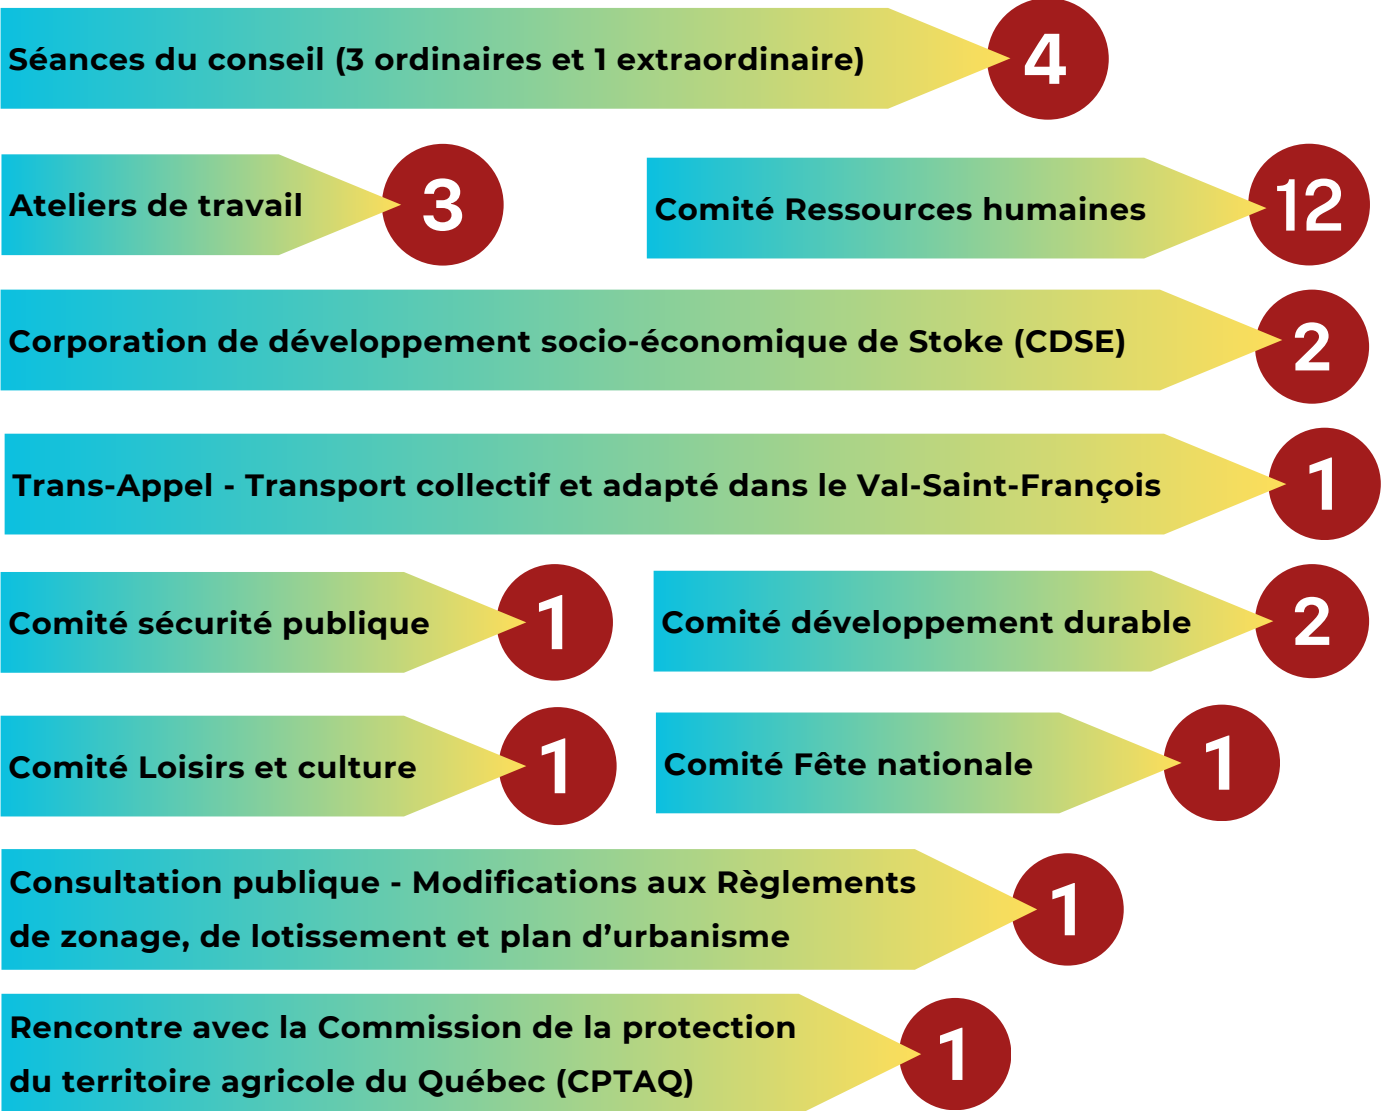 Séances du conseil (3 ordinaires et 1 extraordinaire) 4
Ateliers de travail 3
Comité Ressources humaines 12
Corporation de développement socio-économique de Stoke (CDSE) 2
Trans-Appel - Transport collectif et adapté dans le Val-Saint-François 1
Comité sécurité publique 1
Comité développement durable 2
Comité Loisirs et culture 1
Comité Fête nationale 1
Consultation publique - Modifications aux Règlements
de zonage, de lotissement et plan d’urbanisme 1
Rencontre avec la Commission de la protection
du territoire agricole du Québec (CPTAQ) 1